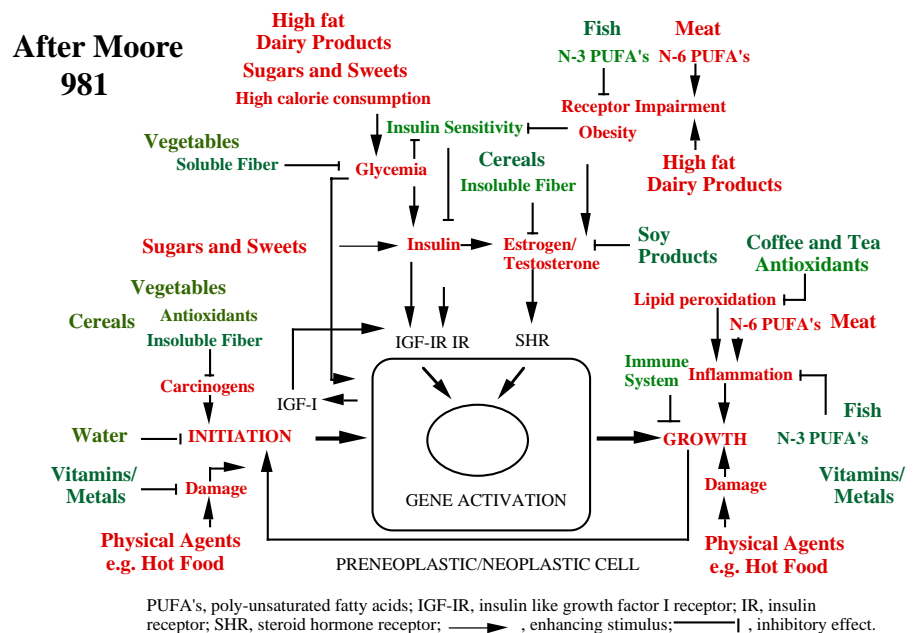 After Moore
981
High fat
Dairy Products
Sugars and Sweets
High calorie consumption
Fish
N-3 PUFA's
Meat
N-6 PUFA's
Receptor Impairment
Obesity
Insulin Sensitivity
High fat
Dairy Products
Vegetables
Soluble Fiber
Glycemia
Cereals
Insoluble Fiber
Sugars and Sweets
Insulin
Estrogen/
Testosterone
Soy
Products
Coffee and Tea
Antioxidants
Lipid peroxidation
N-6 PUFA's
Meat
Vegetables
Cereals
Antioxidants
Insoluble Fiber
IGF-IR IR
SHR
Carcinogens
IGF-I
Immune
System
Inflammation
Fish
N-3 PUFA's
Water
INITIATION
GROWTH
Vitamins/
Metals
Damage
GENE ACTIVATION
Damage
Vitamins/
Metals
Physical Agents
e.g. Hot Food
PRENEOPLASTIC/NEOPLASTIC CELL
Physical Agents
e.g. Hot Food
PUFA's, poly-unsaturated fatty acids; IGF-IR, insulin like growth factor I receptor; IR, insulin
receptor; SHR, steroid hormone receptor; , enhancing stimulus; , inhibitory effect.